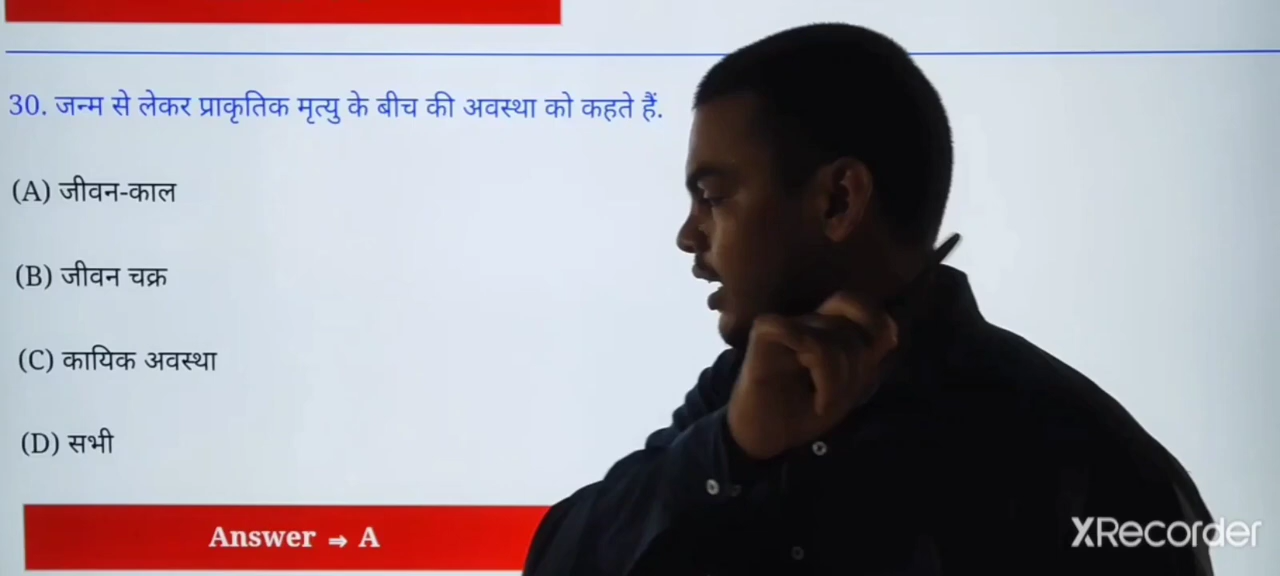 30. जन्म से लेकर प्राकृतिक मृत्यु के बीच की अवस्था को कहते हैं.
(A) जीवन-काल
(B) जीवन चक्र
(C) कायिक अवस्था
(D) सभी
Answer ⇒ A
XRecorder